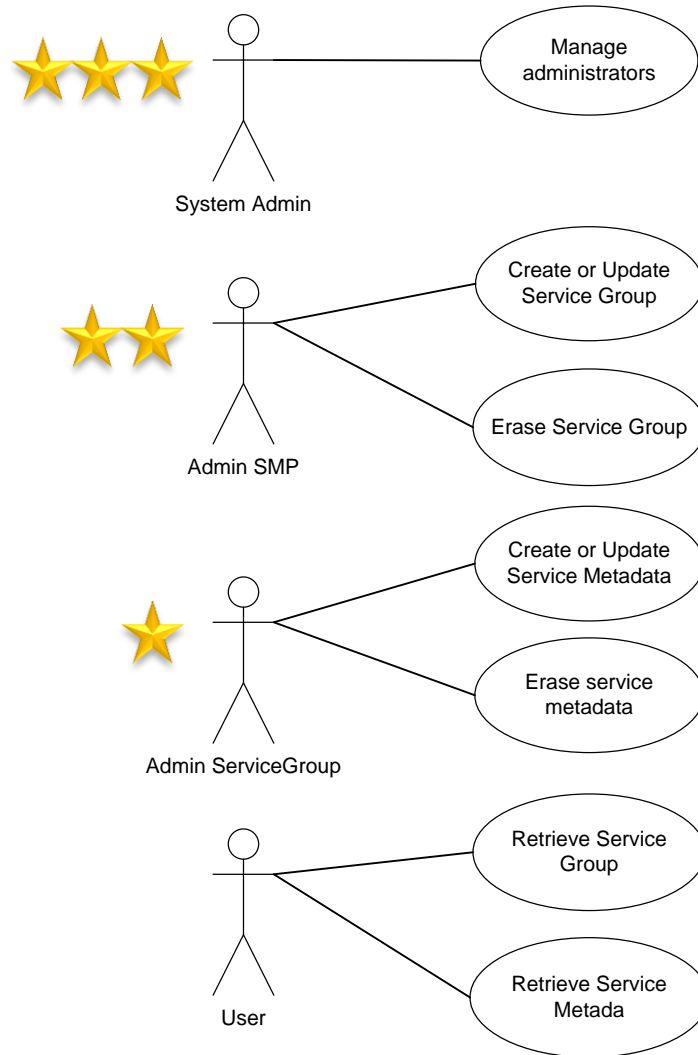 Manage
administrators
System Admin
Create or Update
Service Group
Erase Service Group
Admin SMP
Create or Update
Service Metadata
Erase service
metadata
Admin ServiceGroup
Retrieve Service
Group
Retrieve Service
Metada
User